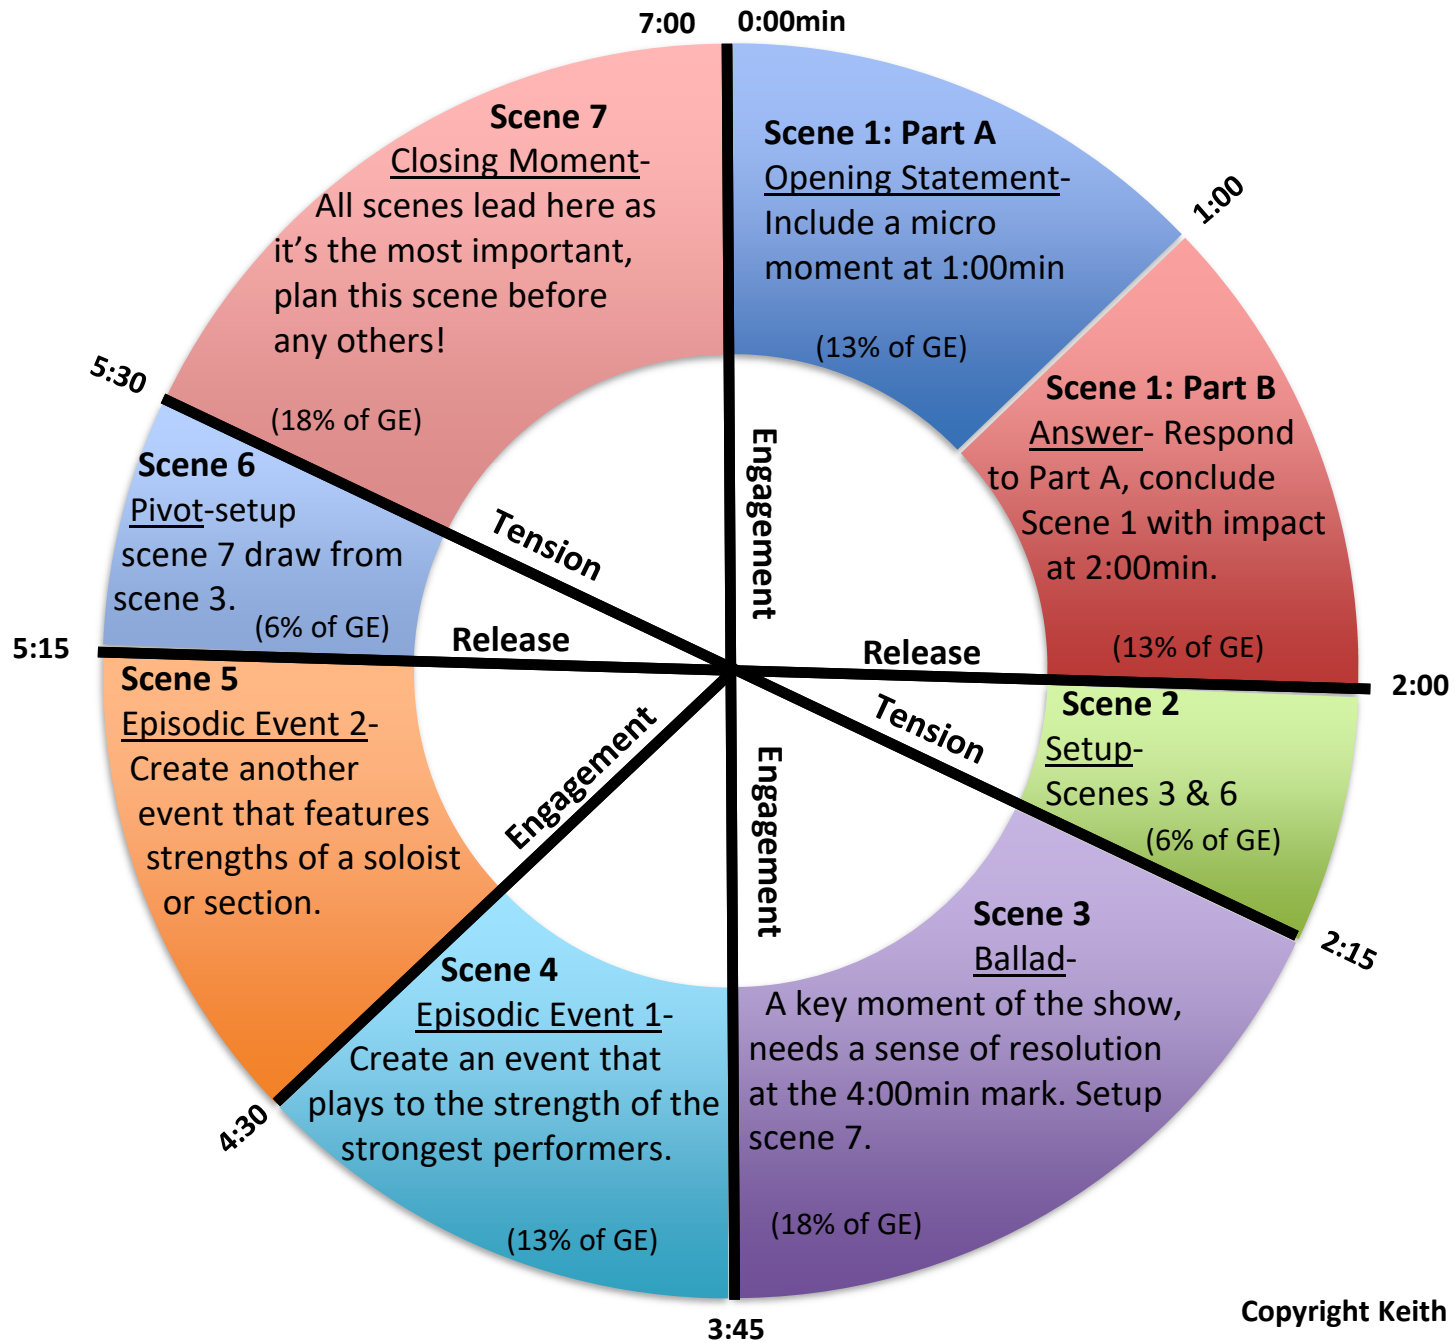 7:00
0:00min
Scene 1: Part A
Opening Statement-
Include a micro
moment at 1:00min
(13% of GE)
1:00
Scene 1: Part B
Answer- Respond
to Part A, conclude
Scene 1 with impact
at 2:00min.
(13% of GE)
2:00
Scene 2
Setup-
Scenes 3 & 6
(6% of GE)
2:15
Scene 3
Ballad-
A key moment of the show,
needs a sense of resolution
at the 4:00min mark. Setup
scene 7.
(18% of GE)
3:45
Scene 4
Episodic Event 1-
Create an event that
plays to the strength of the
strongest performers.
(13% of GE)
4:30
Scene 5
Episodic Event 2-
Create another
event that features
strengths of a soloist
or section.
5:15
Scene 6
Pivot-setup
scene 7 draw from
scene 3.
(6% of GE)
5:30
Scene 7
Closing Moment-
All scenes lead here as
it's the most important,
plan this scene before
any others!
(18% of GE)
Engagement
Release
Tension
Engagement
Engagement
Release
Tension
Copyright Keith